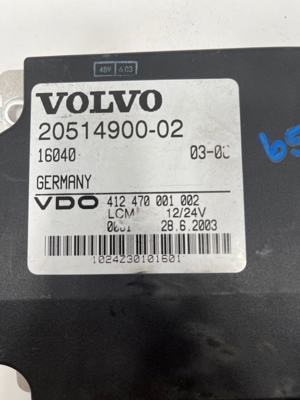 48V 6.03
VOLVO
20514900-02
16040
GERMANY
VDO 412 470 001 002
LCM 12/24V
28.6.2003
1024230101601